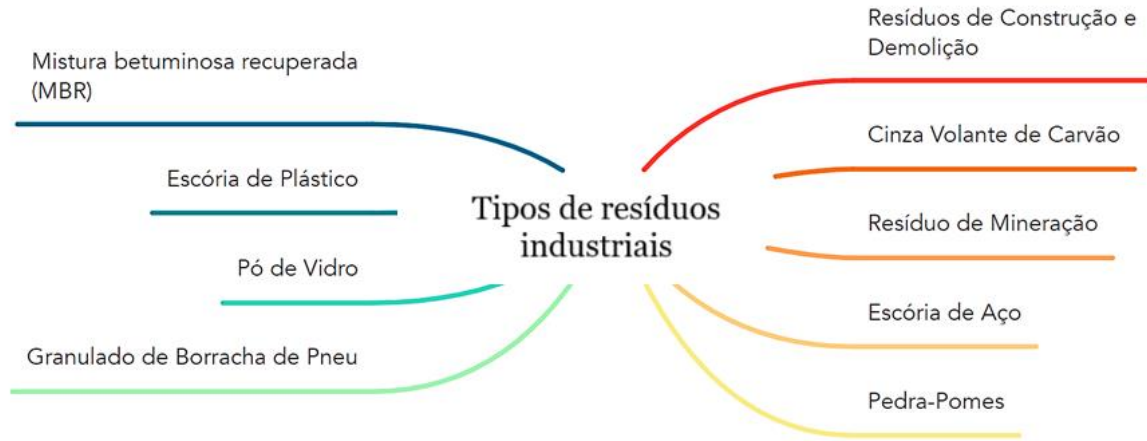 Mistura betuminosa recuperada
(MBR)
Escória de Plástico
Pó de Vidro
Granulado de Borracha de Pneu
Tipos de resíduos
industriais
Resíduos de Construção e
Demolição
Cinza Volante de Carvão
Resíduo de Mineração
Escória de Aço
Pedra-Pomes